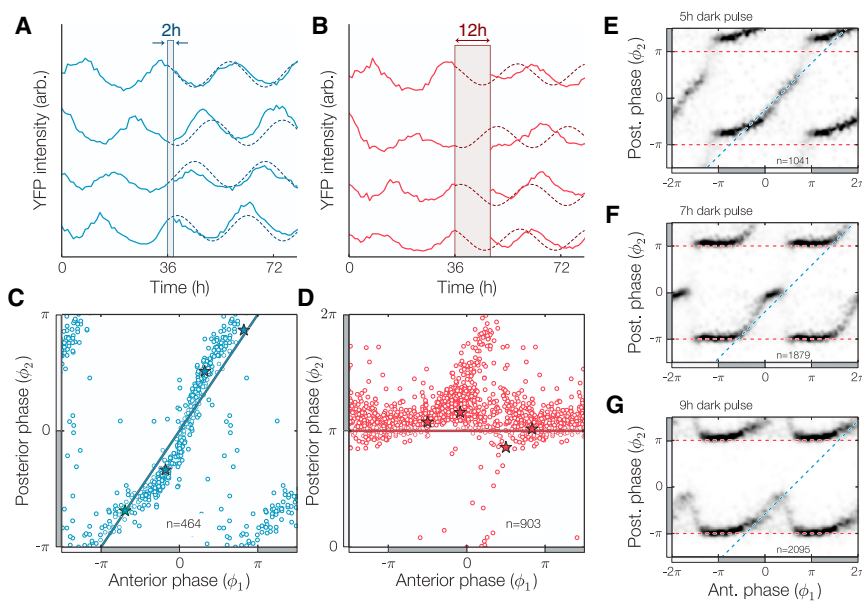 A
2h
YFP intensity (arb.)
0
36
72
Time (h)
B
12h
YFP intensity (arb.)
0
36
72
Time (h)
C
π
0
-π
Posterior phase (ϕ₂)
n=464
-π
0
π
Anterior phase (ϕ₁)
D
2π
π
0
Posterior phase (ϕ₂)
n=903
-π
0
π
Anterior phase (ϕ₁)
E
5h dark pulse
π
0
-π
Post. phase (ϕ₂)
n=1041
-2π
-π
0
π
2π
F
7h dark pulse
π
0
-π
Post. phase (ϕ₂)
n=1879
-2π
-π
0
π
2π
G
9h dark pulse
π
0
-π
Post. phase (ϕ₂)
n=2095
-2π
-π
0
π
2π
Ant. phase (ϕ₁)